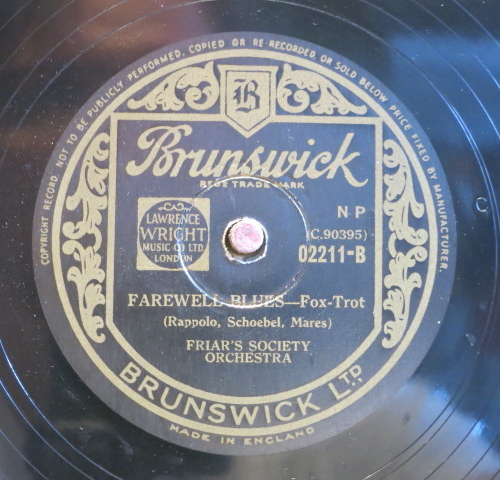 COPYRIGHT RECORD. NOT TO BE PUBLICLY PERFORMED, COPIED OR RE-RECORDED OR SOLD BELOW PRICE FIXED BY MANUFACTURER.
B
Brunswick
REGD TRADE MARK
LAWRENCE
WRIGHT
MUSIC CO LTD
LONDON
N P
(C.90395)
02211-B
FAREWELL BLUES—Fox-Trot
(Rappolo, Schoebel, Mares)
FRIAR'S SOCIETY
ORCHESTRA
BRUNSWICK LTD.,
MADE IN ENGLAND
C